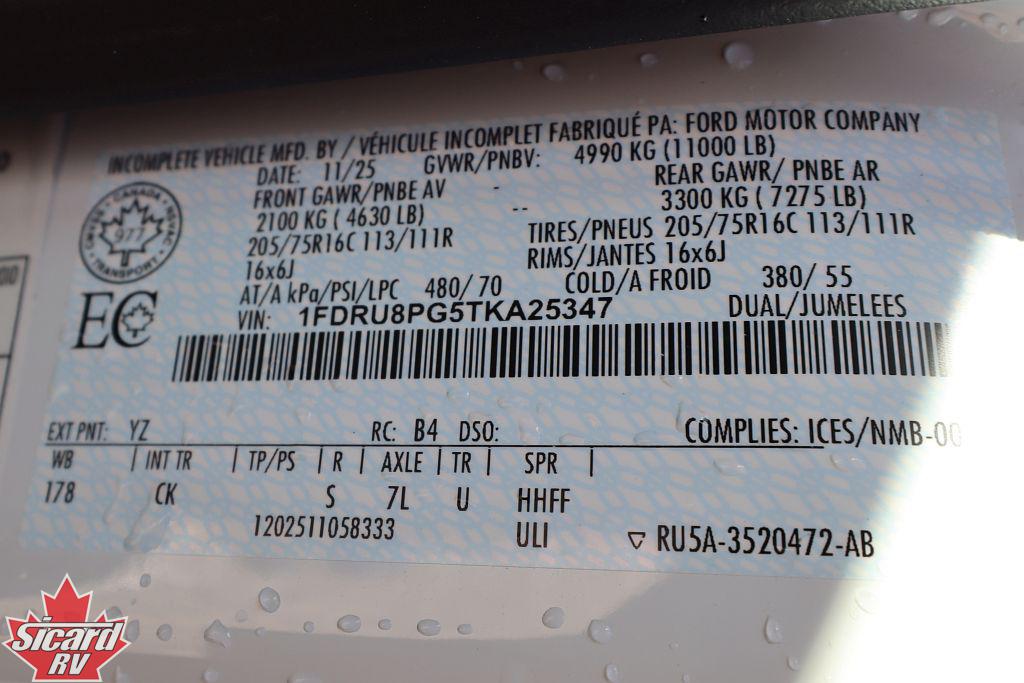 INCOMPLETE VEHICLE MFD. BY / VÉHICULE INCOMPLET FABRIQUÉ PA: FORD MOTOR COMPANY
DATE: 11/25 GVWR/PNBV: 4990 KG (11000 LB)
FRONT GAWR/PNBE AV - REAR GAWR/ PNBE AR
2100 KG ( 4630 LB) -- 3300 KG ( 7275 LB)
205/75R16C 113/111R TIRES/PNEUS 205/75R16C 113/111R
16x6J RIMS/JANTES 16x6J
AT/A kPa/PSI/LPC 480/ 70 COLD/A FROID 380/ 55
VIN: 1FDRU8PG5TKA25347 DUAL/JUMELEES
CANADA
977
TRANSPORT
EC
EXT PNT: YZ RC: B4 DSO: COMPLIES: ICES/NMB-00
WB | INT TR | TP/PS | R | AXLE | TR | SPR |
178 CK S 7L U HHFF
1202511058333 ULI ▽ RU5A-3520472-AB
Sicard
RV